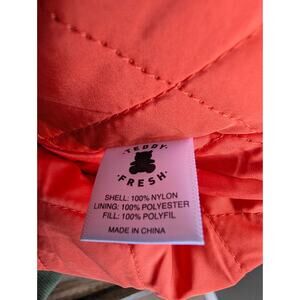 TEDDY
FRESH
SHELL: 100% NYLON
LINING: 100% POLYESTER
FILL: 100% POLYFIL
MADE IN CHINA